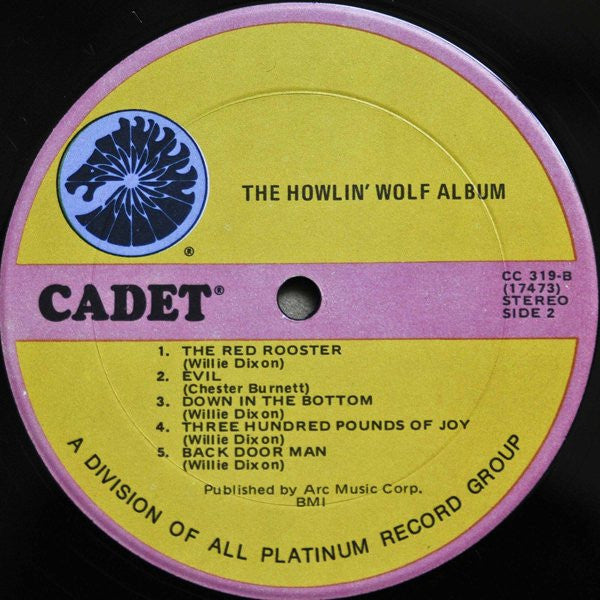 THE HOWLIN' WOLF ALBUM
®
CADET®
CC 319-B
(17473)
STEREO
SIDE 2
1. THE RED ROOSTER
(Willie Dixon)
2. EVIL
(Chester Burnett)
3. DOWN IN THE BOTTOM
(Willie Dixon)
4. THREE HUNDRED POUNDS OF JOY
(Willie Dixon)
5. BACK DOOR MAN
(Willie Dixon)
Published by Arc Music Corp.
BMI
A DIVISION OF ALL PLATINUM RECORD GROUP